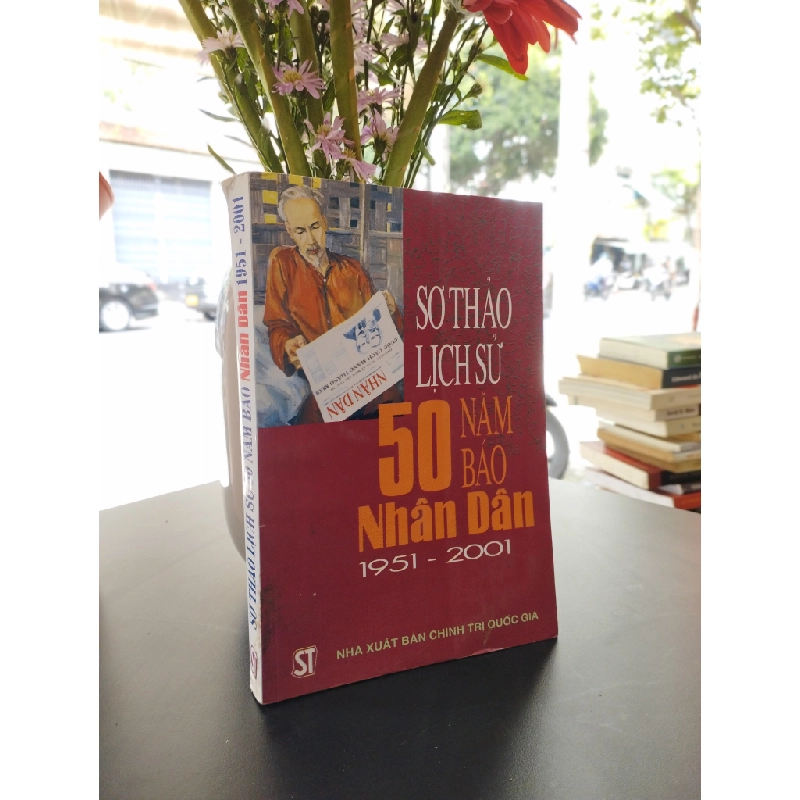 SƠ THẢO LỊCH SỬ 50 NĂM BÁO Nhân Dân 1951 - 2001
NHÂN DÂN
SƠ THẢO
LỊCH SỬ
50 NĂM
BÁO
Nhân Dân
1951 - 2001
ST
NHÀ XUẤT BẢN CHÍNH TRỊ QUỐC GIA